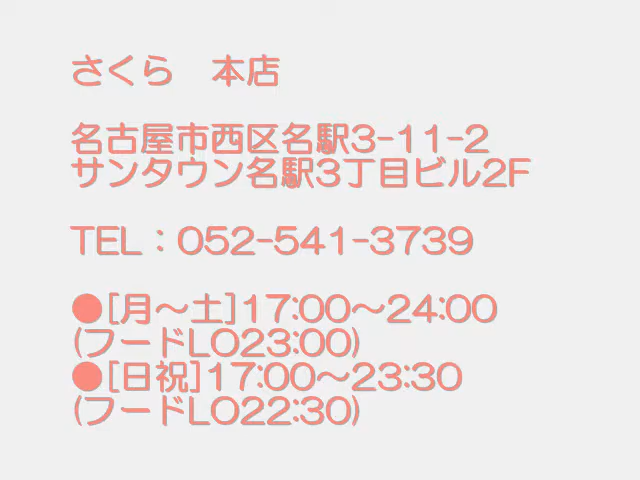 さくら　本店
名古屋市西区名駅3-11-2
サンタウン名駅3丁目ビル2F
TEL：052-541-3739
●[月～土]17:00～24:00
(フードLO23:00)
●[日祝]17:00～23:30
(フードLO22:30)